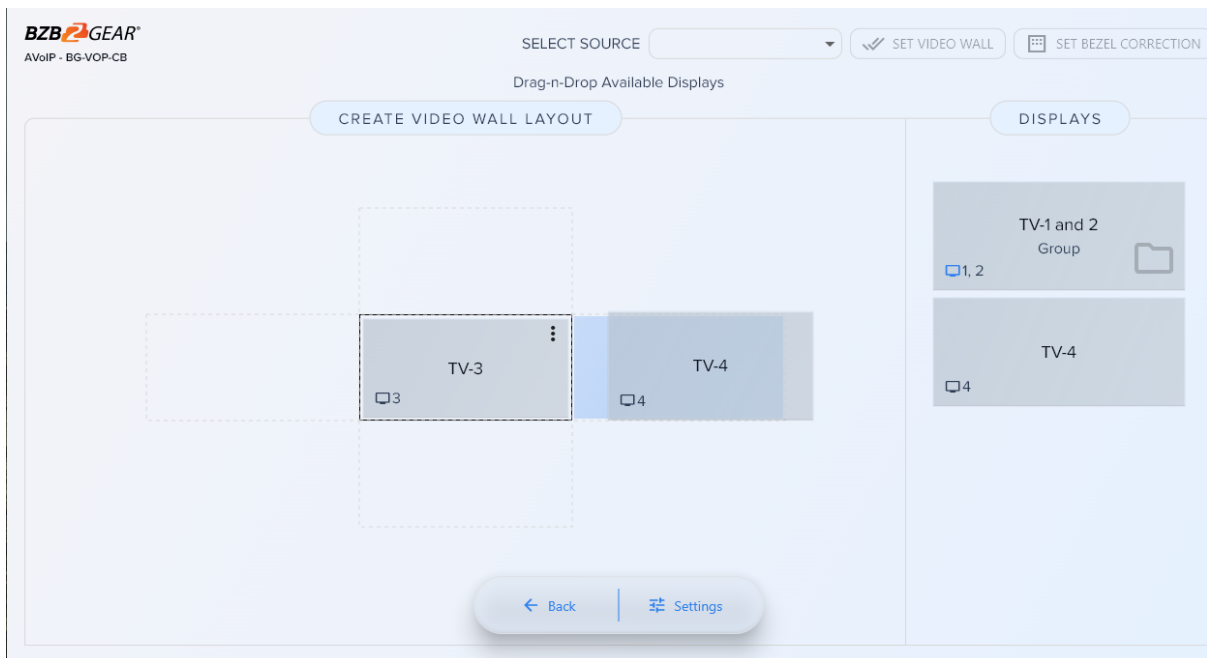 BZBGEAR®
AVoIP - BG-VOP-CB
SELECT SOURCE
SET VIDEO WALL
SET BEZEL CORRECTION
Drag-n-Drop Available Displays
CREATE VIDEO WALL LAYOUT
DISPLAYS
TV-1 and 2
Group
1, 2
TV-3
3
TV-4
4
TV-4
4
Back
Settings